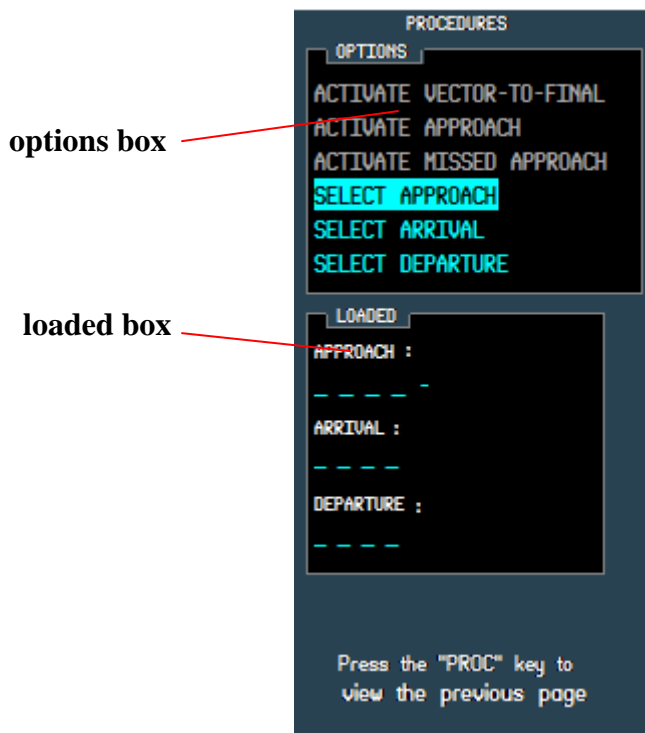 PROCEDURES
OPTIONS
ACTIVATE VECTOR-TO-FINAL
ACTIVATE APPROACH
ACTIVATE MISSED APPROACH
SELECT APPROACH
SELECT ARRIVAL
SELECT DEPARTURE
options box
LOADED
loaded box
APPROACH :
_ _ _ _ -
ARRIVAL :
_ _ _ _
DEPARTURE :
_ _ _ _
Press the "PROC" key to
view the previous page